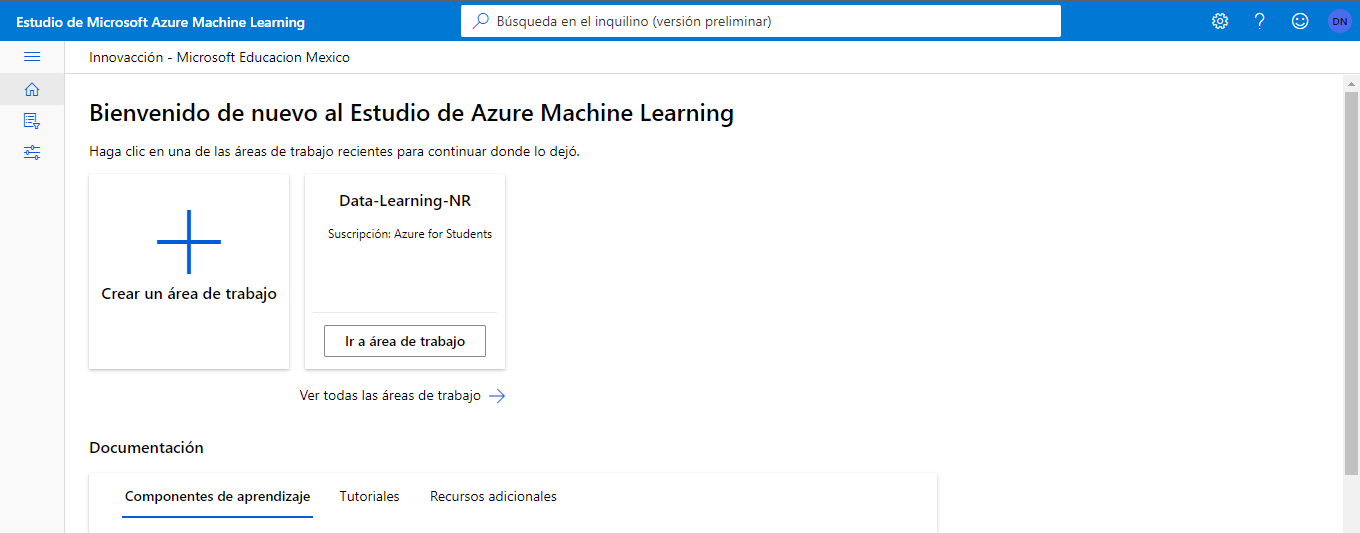 Estudio de Microsoft Azure Machine Learning
Búsqueda en el inquilino (versión preliminar)
DN
Innovacción - Microsoft Educacion Mexico
Bienvenido de nuevo al Estudio de Azure Machine Learning
Haga clic en una de las áreas de trabajo recientes para continuar donde lo dejó.
Crear un área de trabajo
Data-Learning-NR
Suscripción: Azure for Students
Ir a área de trabajo
Ver todas las áreas de trabajo
Documentación
Componentes de aprendizaje
Tutoriales
Recursos adicionales